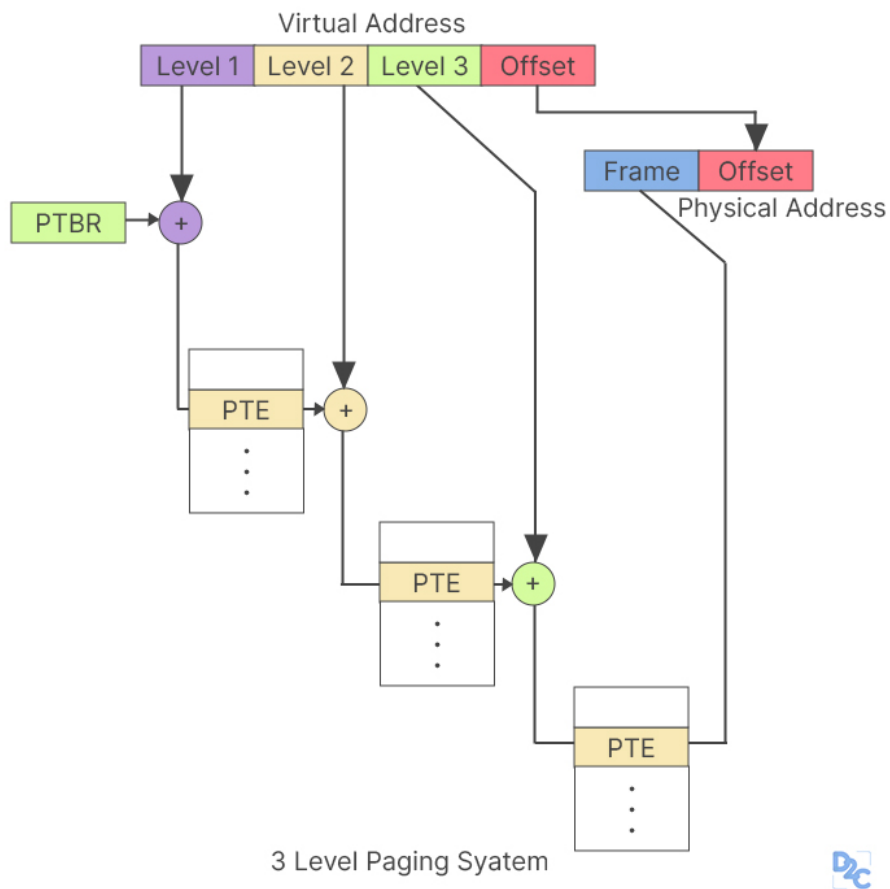 Virtual Address
Level 1 Level 2 Level 3 Offset
Frame Offset
Physical Address
PTBR +
PTE +
PTE +
PTE
3 Level Paging Syatem
D2C